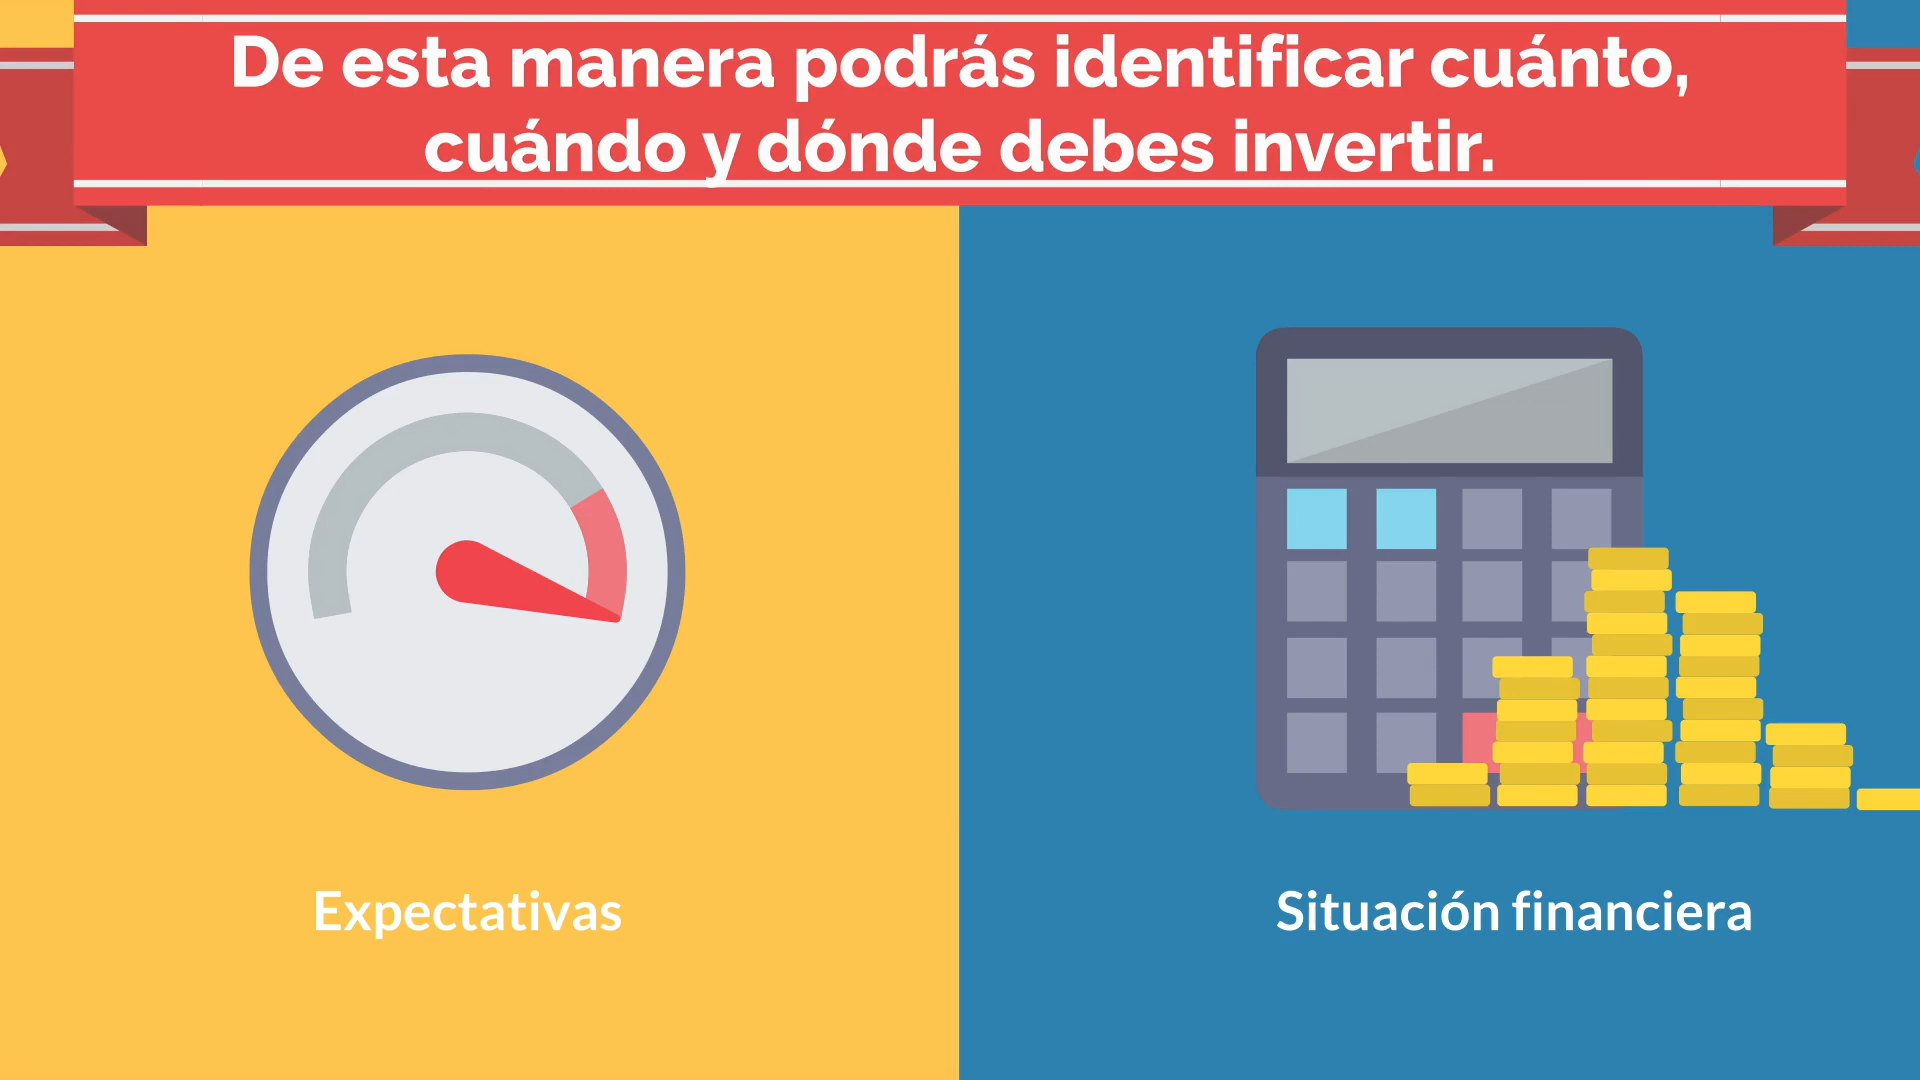 De esta manera podrás identificar cuánto,
cuándo y dónde debes invertir.
Expectativas
Situación financiera